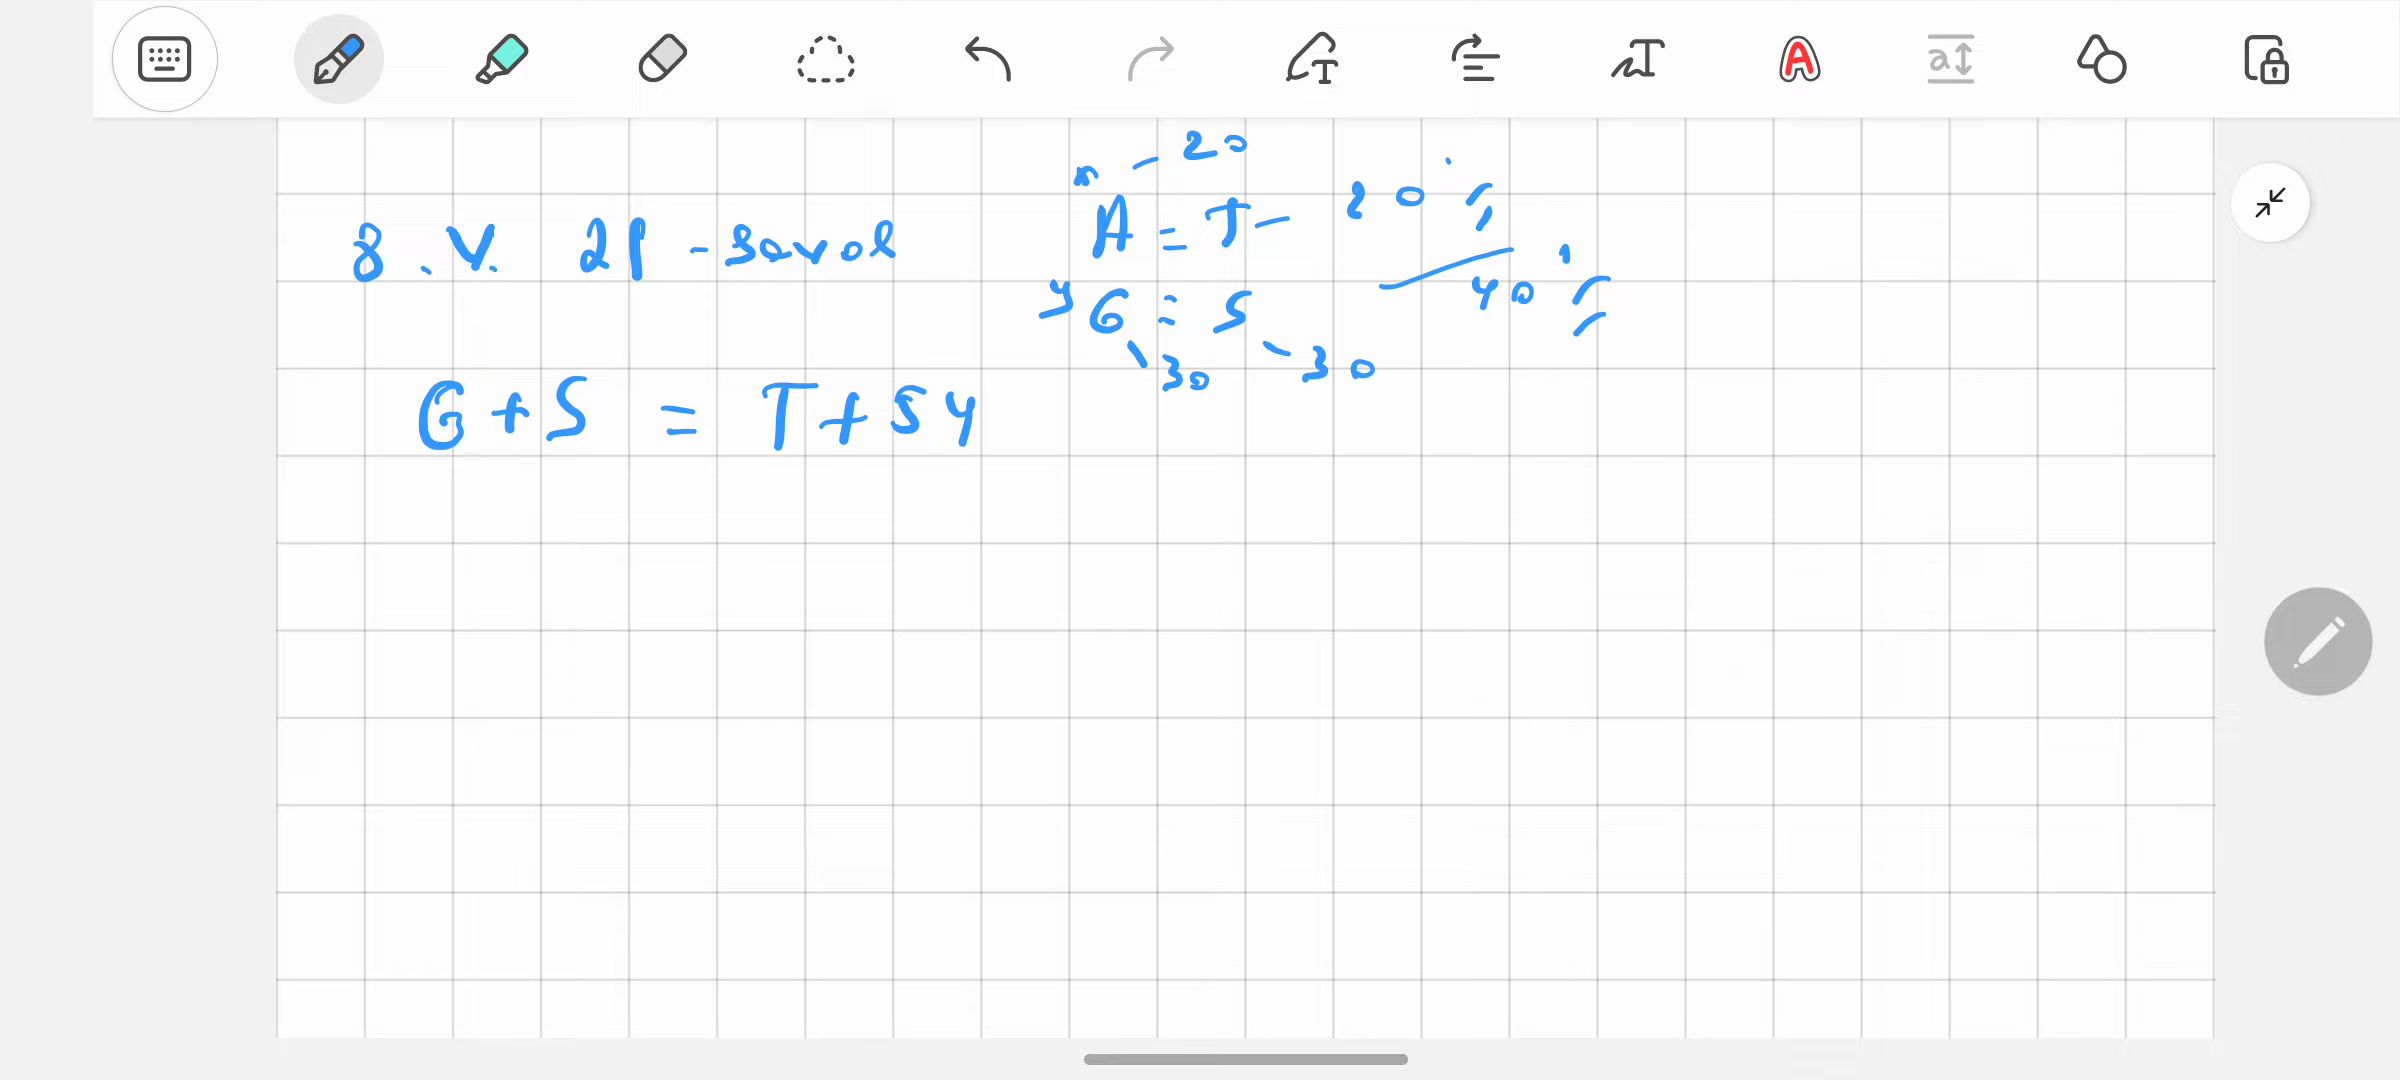 8. V. 21 - savol
- 20
x A = T - 20%
40%
y G = S
30 - 30
G + S = T + 54